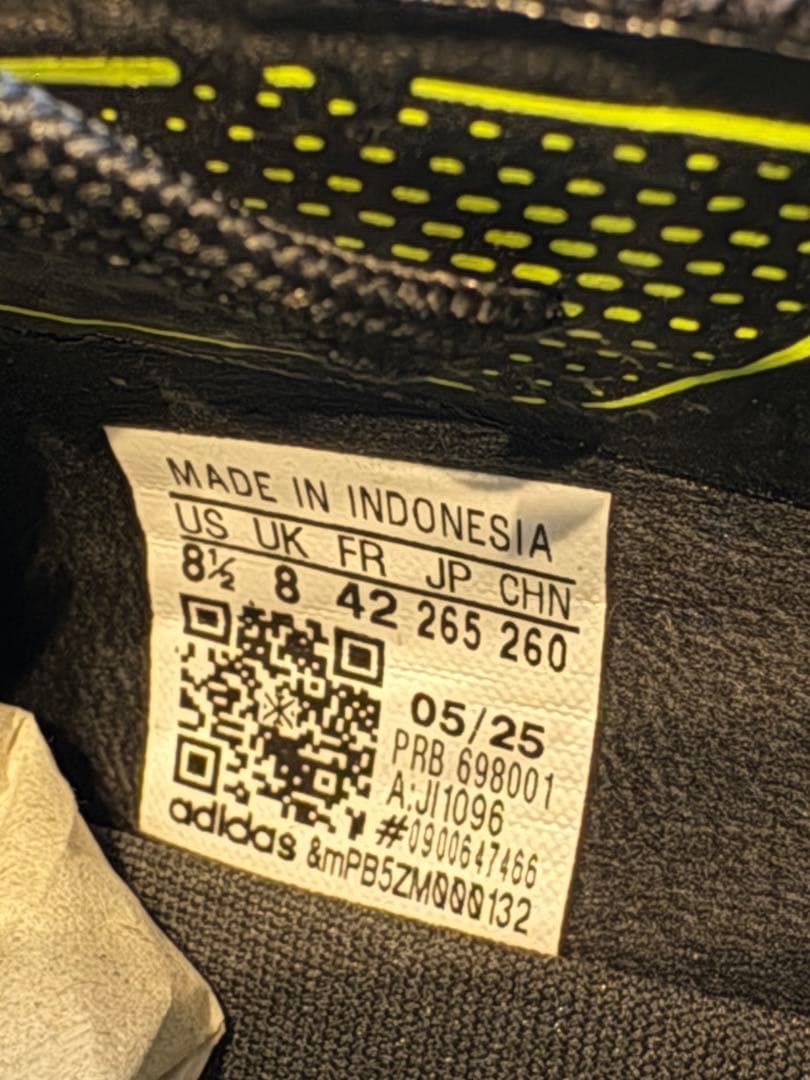 MADE IN INDONESIA
US UK FR JP CHN
8½ 8 42 265 260
05/25
PRB 698001
A:JI1096
#0900647466
adidas &mPB5ZM000132